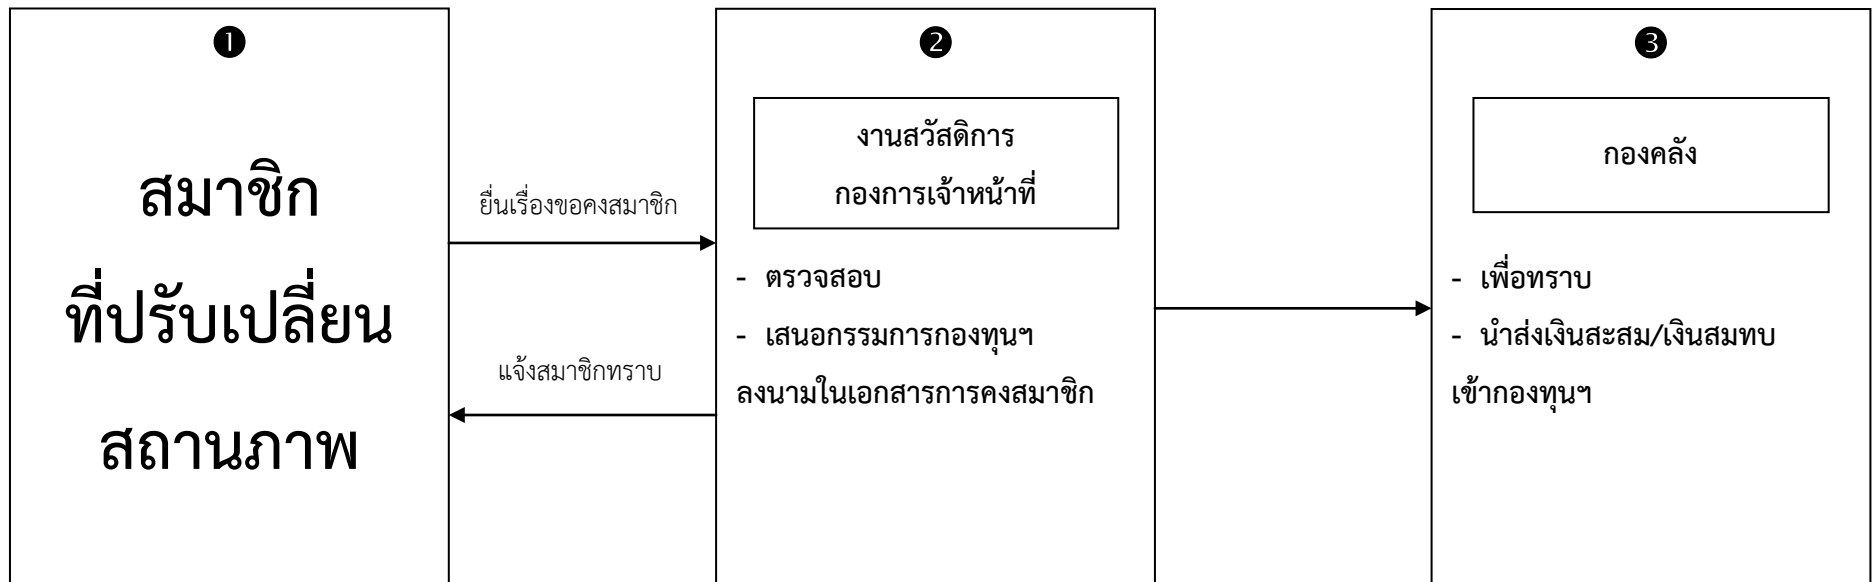 ❶
สมาชิก
ที่ปรับเปลี่ยน
สถานภาพ
ยื่นเรื่องขอคงสมาชิก
แจ้งสมาชิกทราบ
❷
งานสวัสดิการ
กองการเจ้าหน้าที่
- ตรวจสอบ
- เสนอกรรมการกองทุนฯ
ลงนามในเอกสารการคงสมาชิก
❸
กองคลัง
- เพื่อทราบ
- นำส่งเงินสะสม/เงินสมทบ
เข้ากองทุนฯ